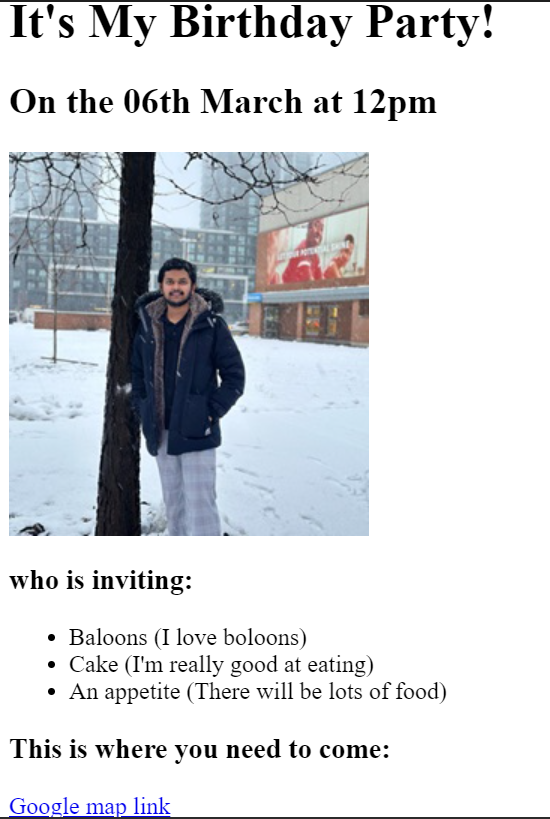 It's My Birthday Party!
On the 06th March at 12pm
who is inviting:
Baloons (I love boloons)
Cake (I'm really good at eating)
An appetite (There will be lots of food)
This is where you need to come:
Google map link